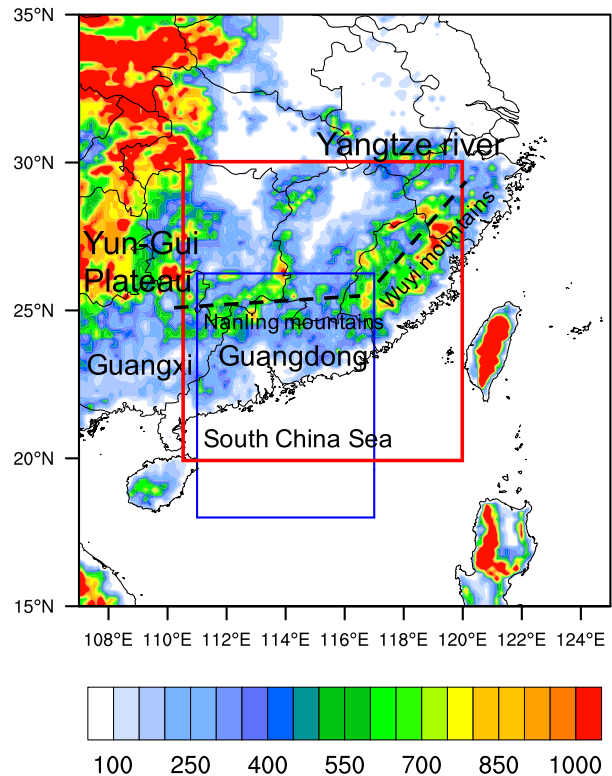 35°N
Yangtze river
30°N
Wuyi mountains
Yun-Gui
Plateau
25°N
Nanling mountains
Guangxi
Guangdong
South China Sea
20°N
15°N
108°E 110°E 112°E 114°E 116°E 118°E 120°E 122°E 124°E
100 250 400 550 700 850 1000